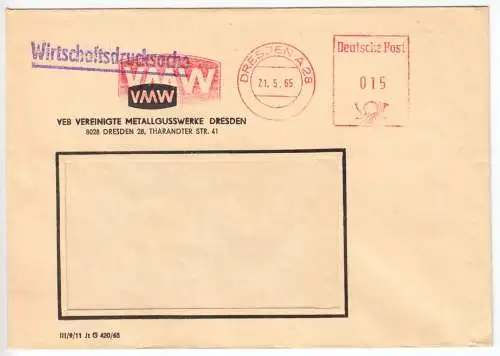 Wirtschaftsdrucksache
VMW
VMW
DRESDEN A 28
21.5.65
Deutsche Post
015
VEB VEREINIGTE METALLGUSSWERKE DRESDEN
8028 DRESDEN 28, THARANDTER STR. 41
III/9/11 Jt G 420/65